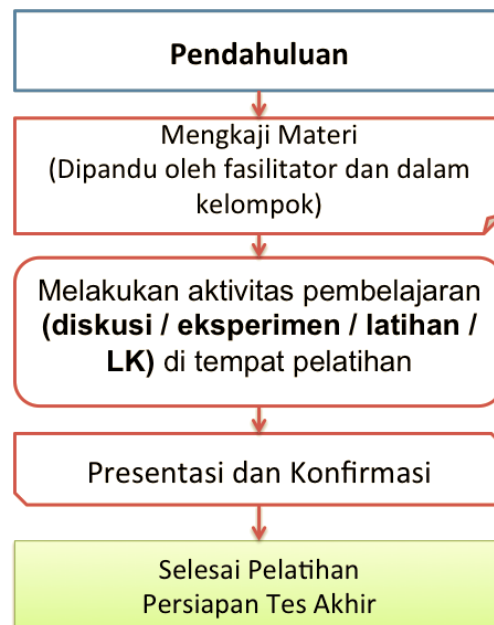 Pendahuluan
Mengkaji Materi
(Dipandu oleh fasilitator dan dalam
kelompok)
Melakukan aktivitas pembelajaran
(diskusi / eksperimen / latihan /
LK) di tempat pelatihan
Presentasi dan Konfirmasi
Selesai Pelatihan
Persiapan Tes Akhir